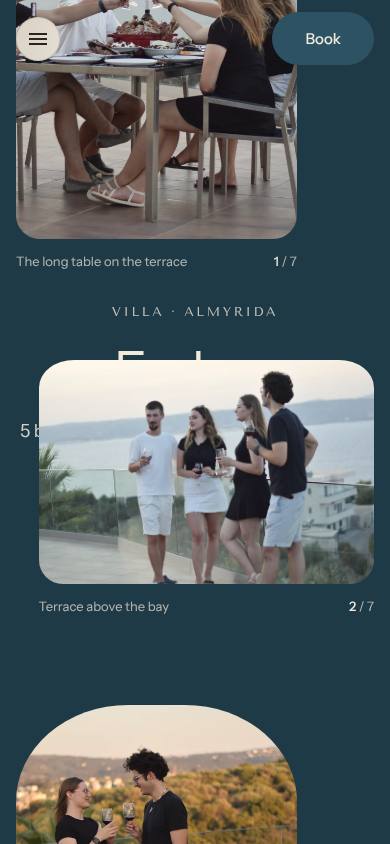 Book
The long table on the terrace
1 / 7
VILLA · ALMYRIDA
Terrace above the bay
2 / 7